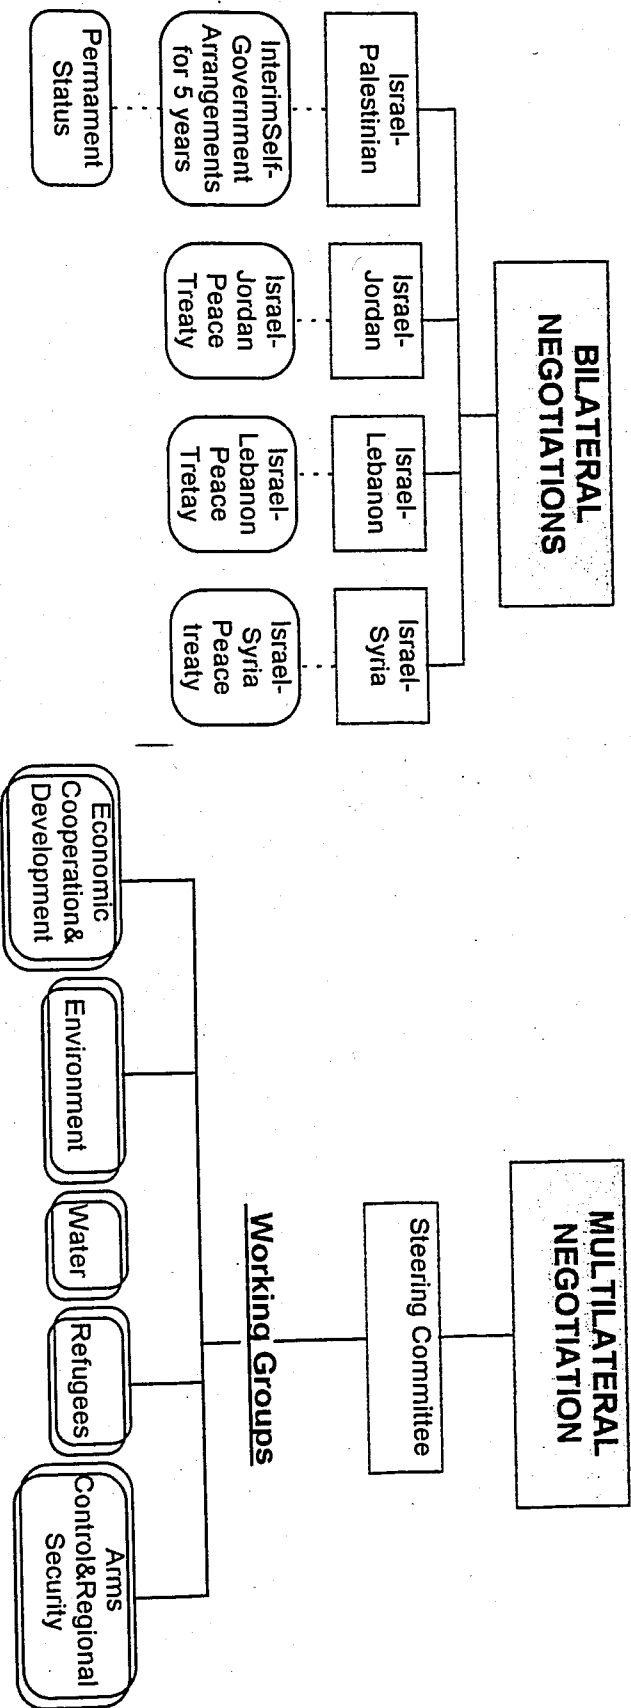 BILATERAL
NEGOTIATIONS
Israel-
Palestinian
Israel-
Jordan
Israel-
Lebanon
Israel-
Syria
InterimSelf-
Government
Arrangements
for 5 years
Israel-
Jordan
Peace
Treaty
Israel-
Lebanon
Peace
Tretay
Israel-
Syria
Peace
treaty
Permament
Status
MULTILATERAL
NEGOTIATION
Steering Committee
Working Groups
Economic
Cooperation&
Development
Environment
Water
Refugees
Arms
Control&Regional
Security